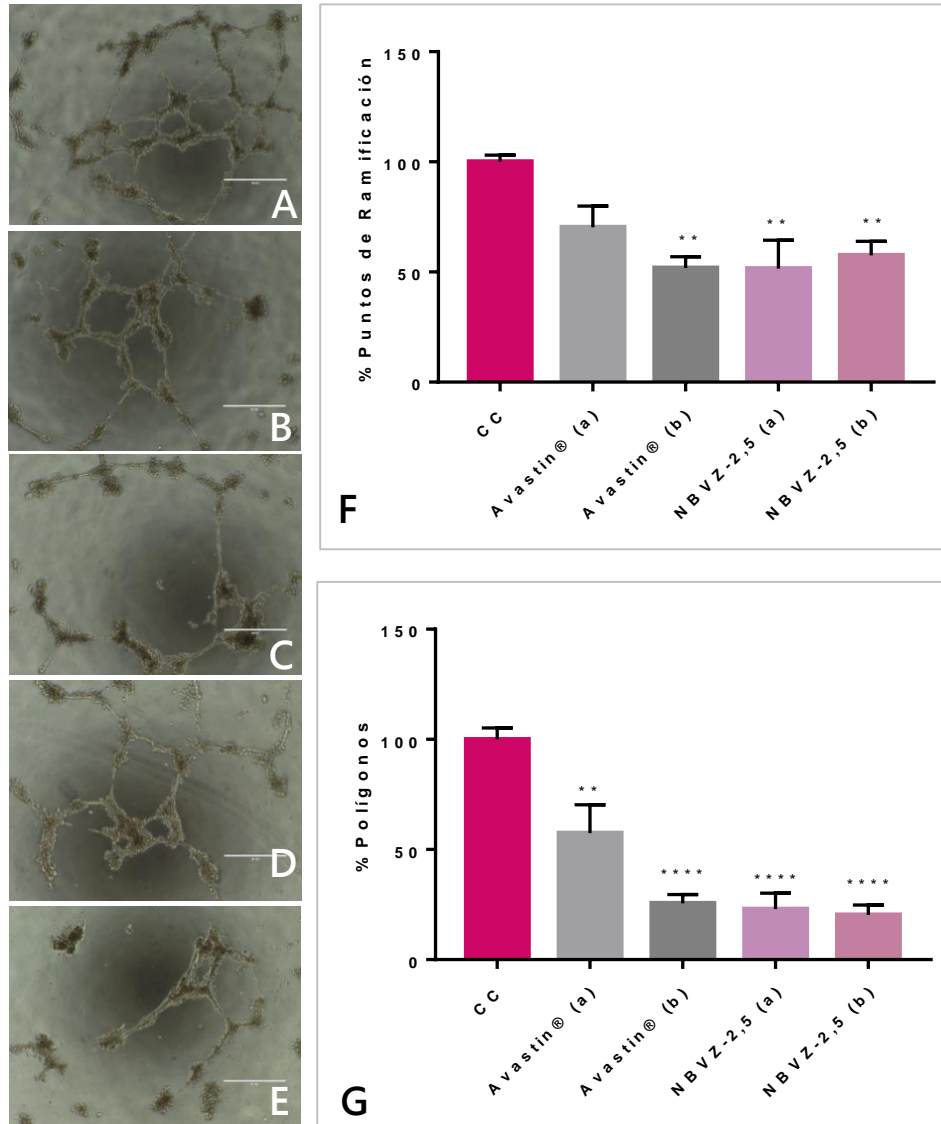 A
B
C
D
E
% Puntos de Ramificación
150
100
50
0
** ** **
CC
Avastin® (a)
Avastin® (b)
NBVZ-2,5 (a)
NBVZ-2,5 (b)
F
% Polígonos
150
100
50
0
** **** **** ****
CC
Avastin® (a)
Avastin® (b)
NBVZ-2,5 (a)
NBVZ-2,5 (b)
G